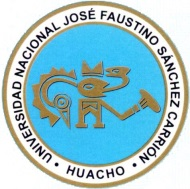 UNIVERSIDAD NACIONAL JOSÉ FAUSTINO SÁNCHEZ CARRIÓN
• HUACHO •